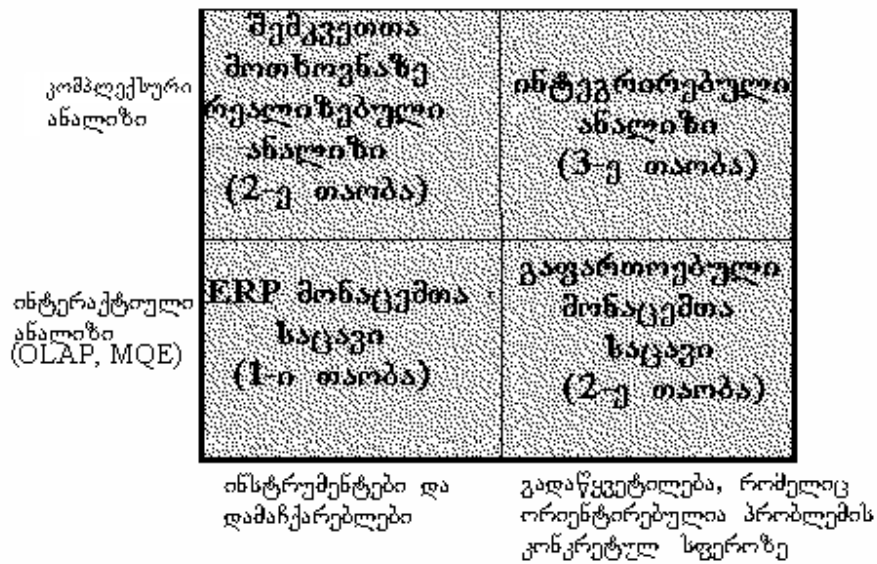 შემკვეთთა
მოთხოვნაზე
რეალიზებული
ანალიზი
(2-ე თაობა)
კომპლექსური
ანალიზი
ინტეგრირებული
ანალიზი
(3-ე თაობა)
ინტერაქტიული
ანალიზი
(OLAP, MQE)
ERP მონაცემთა
საცავი
(1-ი თაობა)
გაფართოებული
მონაცემთა
საცავი
(2-ე თაობა)
ინსტრუმენტები და
დამაჩქარებლები
გადაწყვეტილება, რომელიც
ორიენტირებულია პრობლემის
კონკრეტულ სფეროზე